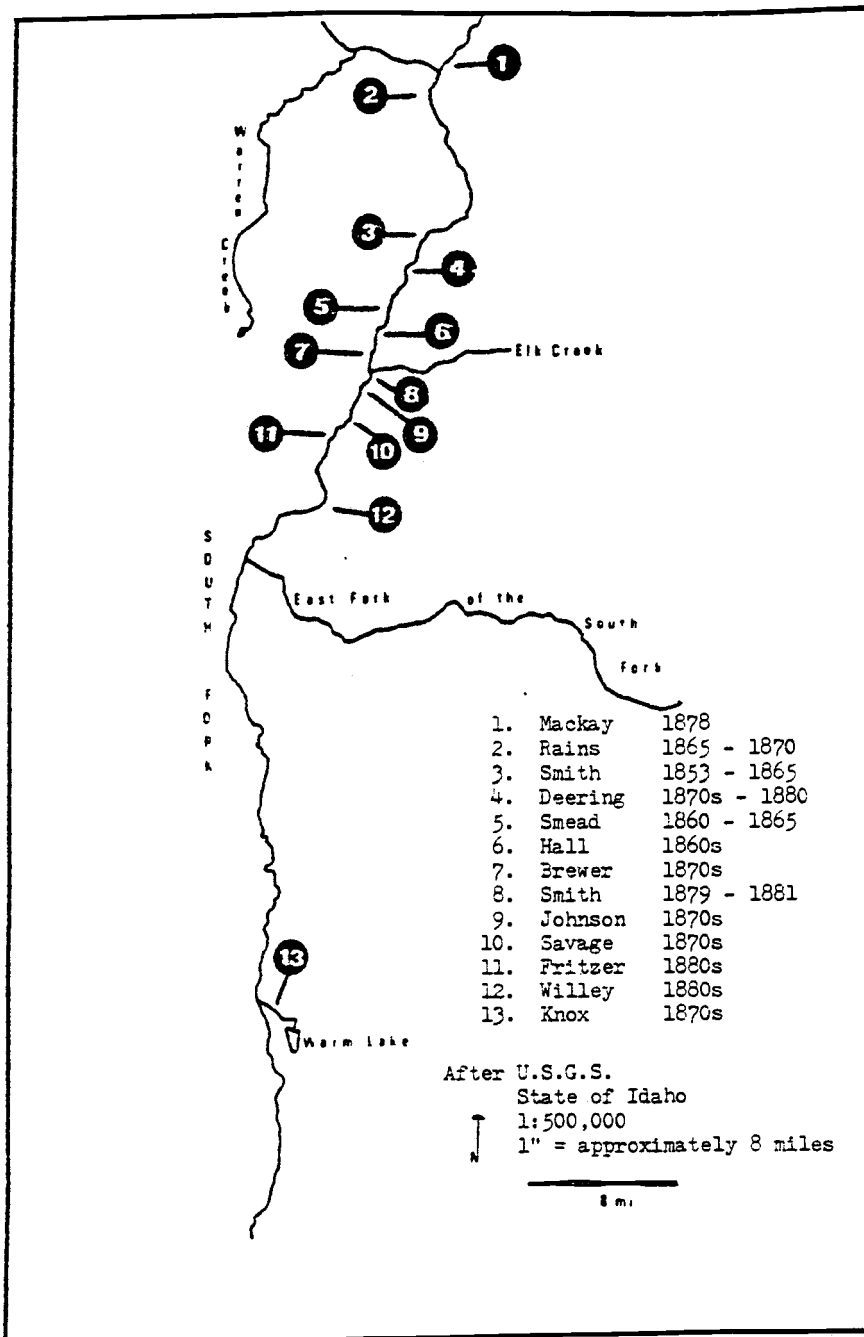 1
2
Warren Creek
3
4
5
6
7
Elk Creek
8
9
10
11
12
SOUTH FORK
East Fork of the South Fork
1. Mackay 1878
2. Rains 1865 - 1870
3. Smith 1853 - 1865
4. Deering 1870s - 1880
5. Smead 1860 - 1865
6. Hall 1860s
7. Brewer 1870s
8. Smith 1879 - 1881
9. Johnson 1870s
10. Savage 1870s
11. Fritzer 1880s
12. Willey 1880s
13. Knox 1870s
13
Warm Lake
After U.S.G.S.
State of Idaho
1:500,000
1" = approximately 8 miles
N
8 mi